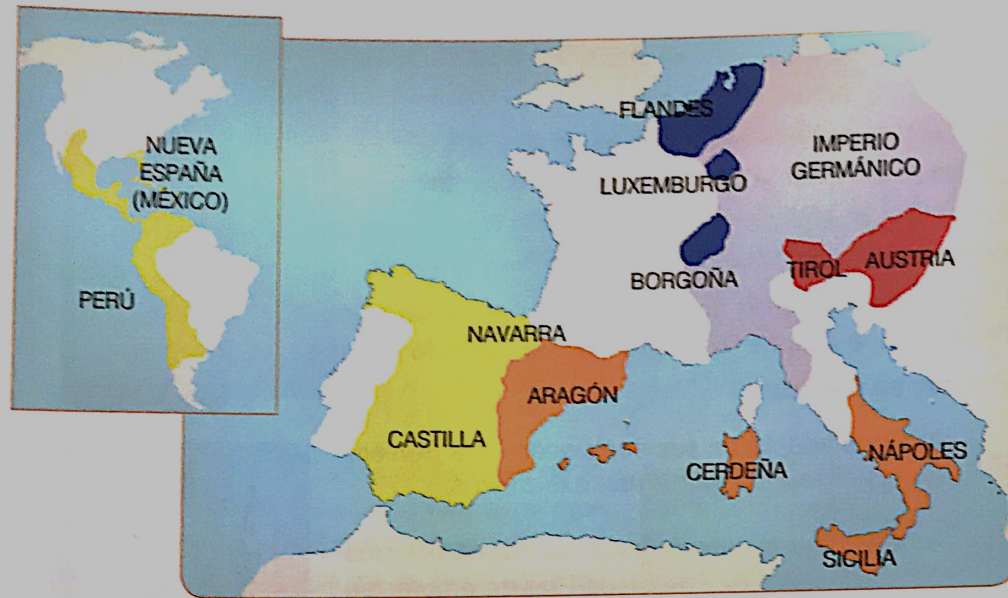 NUEVA
ESPAÑA
(MÉXICO)
PERÚ
FLANDES
LUXEMBURGO
IMPERIO
GERMÁNICO
BORGOÑA
TIROL
AUSTRIA
NAVARRA
ARAGÓN
CASTILLA
CERDEÑA
NÁPOLES
SICILIA